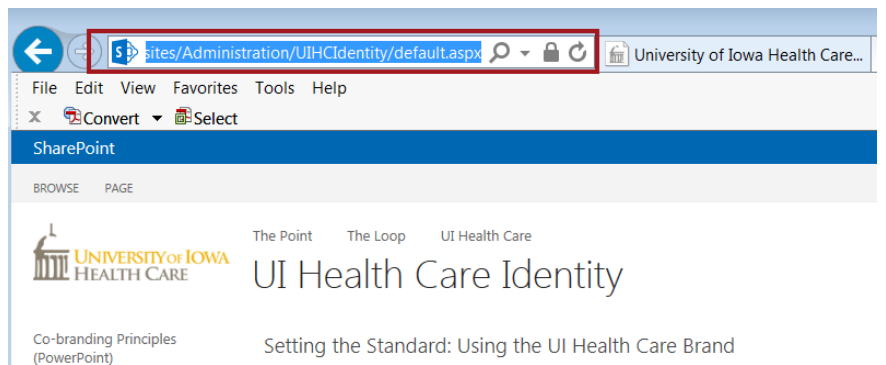 S sites/Administration/UIHCIdentity/default.aspx University of Iowa Health Care...
File Edit View Favorites Tools Help
x Convert Select
SharePoint
BROWSE PAGE
The Point The Loop UI Health Care
UNIVERSITY OF IOWA
HEALTH CARE
UI Health Care Identity
Co-branding Principles
(PowerPoint)
Setting the Standard: Using the UI Health Care Brand